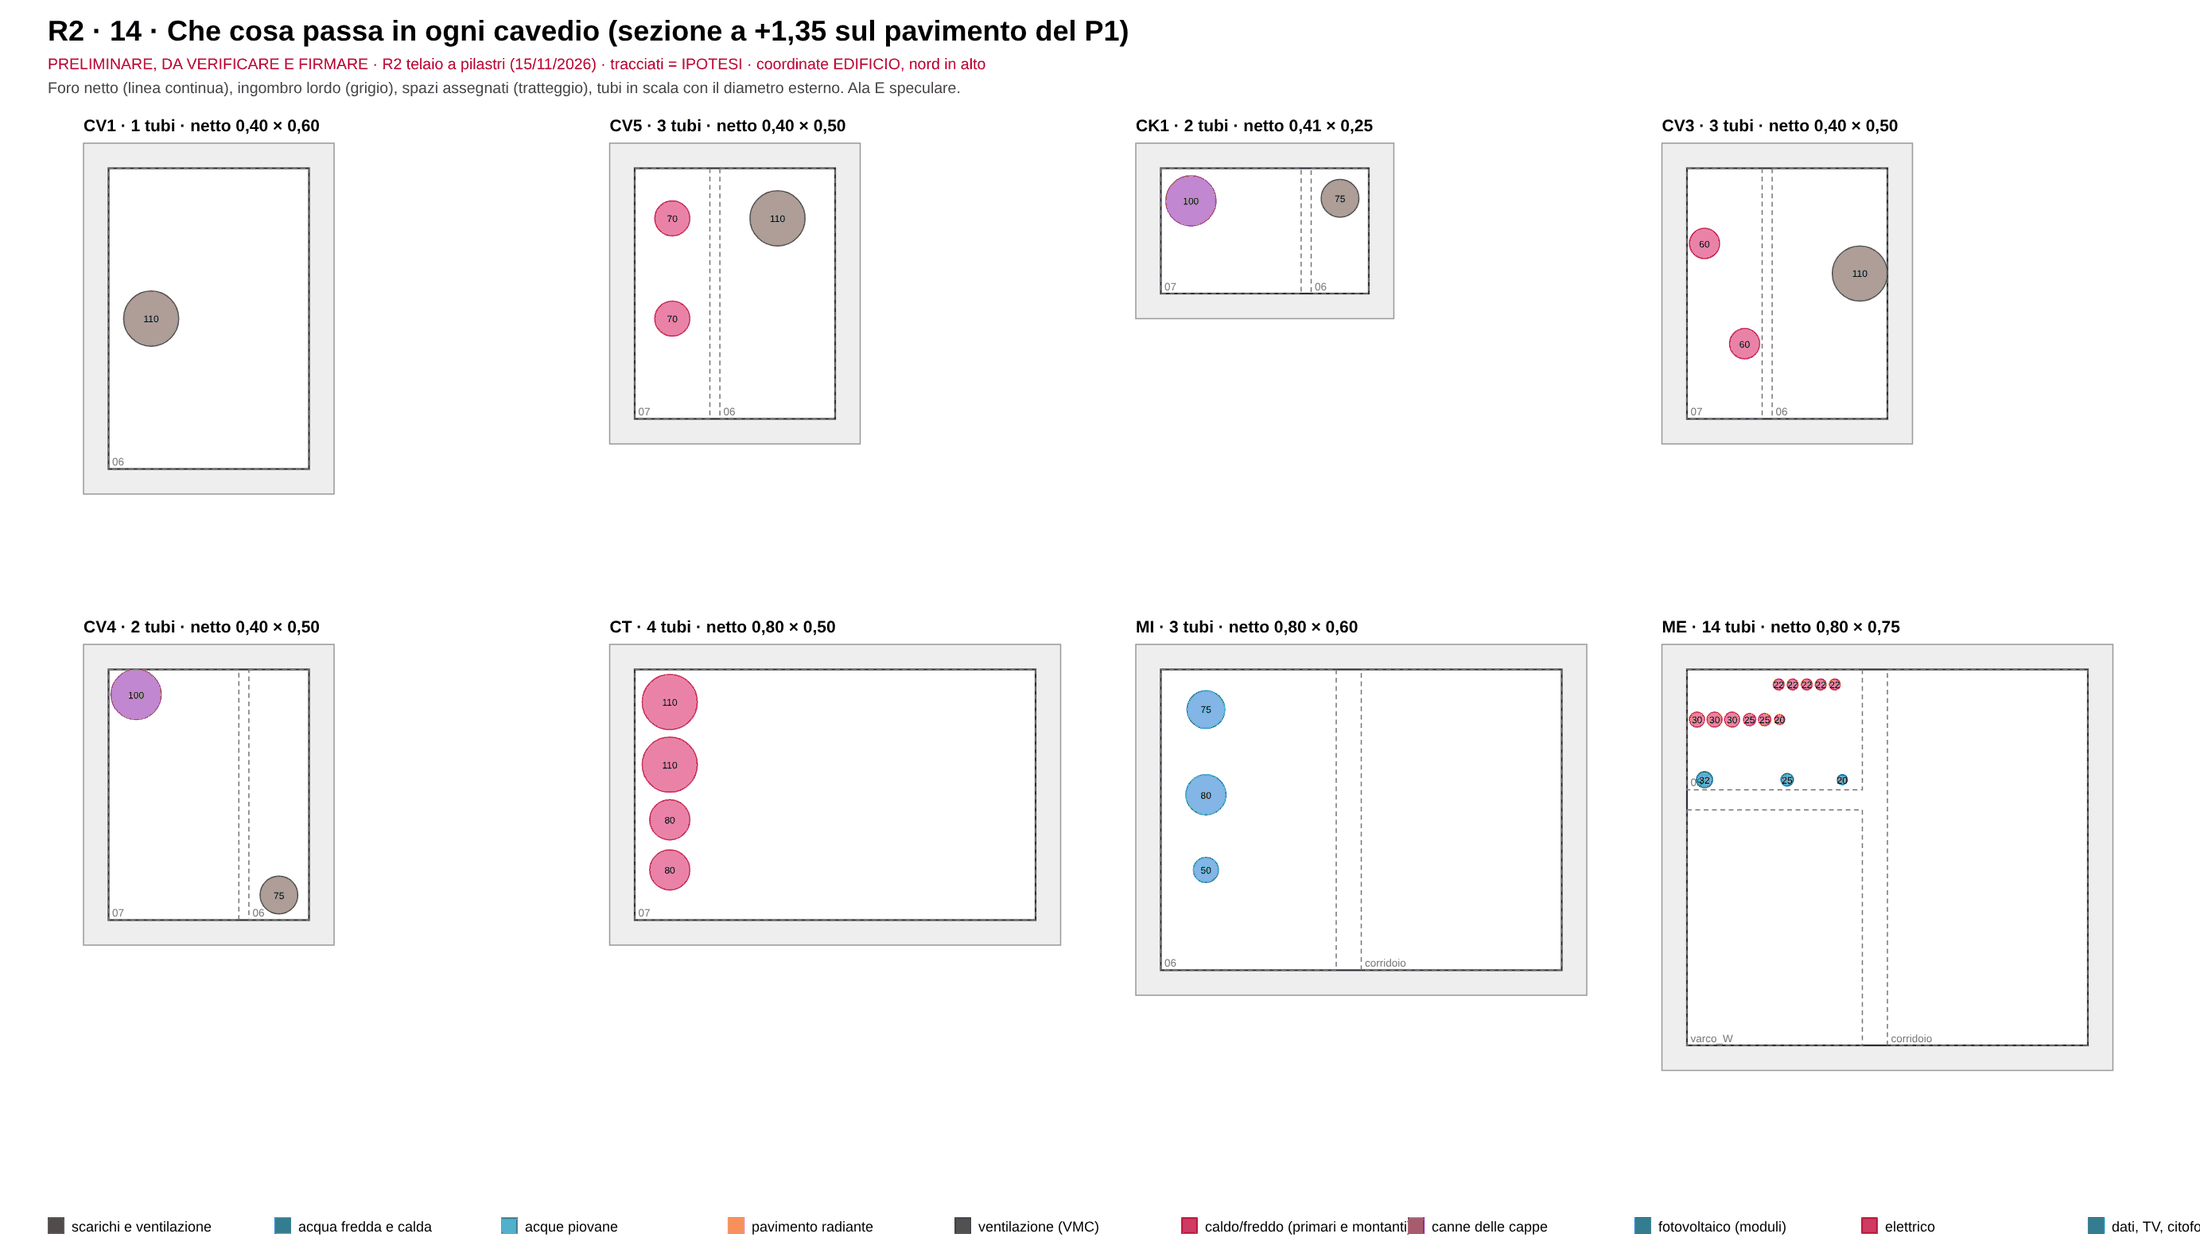 R2 · 14 · Che cosa passa in ogni cavedio (sezione a +1,35 sul pavimento del P1)
PRELIMINARE, DA VERIFICARE E FIRMARE · R2 telaio a pilastri (15/11/2026) · tracciati = IPOTESI · coordinate EDIFICIO, nord in alto
Foro netto (linea continua), ingombro lordo (grigio), spazi assegnati (tratteggio), tubi in scala con il diametro esterno. Ala E speculare.
CV1 · 1 tubi · netto 0,40 × 0,60
110
06
CV5 · 3 tubi · netto 0,40 × 0,50
70
110
70
07
06
CK1 · 2 tubi · netto 0,41 × 0,25
100
75
07
06
CV3 · 3 tubi · netto 0,40 × 0,50
60
110
60
07
06
CV4 · 2 tubi · netto 0,40 × 0,50
100
75
07
06
CT · 4 tubi · netto 0,80 × 0,50
110
110
80
80
07
MI · 3 tubi · netto 0,80 × 0,60
75
80
50
06
corridoio
ME · 14 tubi · netto 0,80 × 0,75
22 22 22 22 22
30 30 30 25 25 20
32 25 20
varco_W
corridoio
scarichi e ventilazione
acqua fredda e calda
acque piovane
pavimento radiante
ventilazione (VMC)
caldo/freddo (primari e montanti
canne delle cappe
fotovoltaico (moduli)
elettrico
dati, TV, citofo